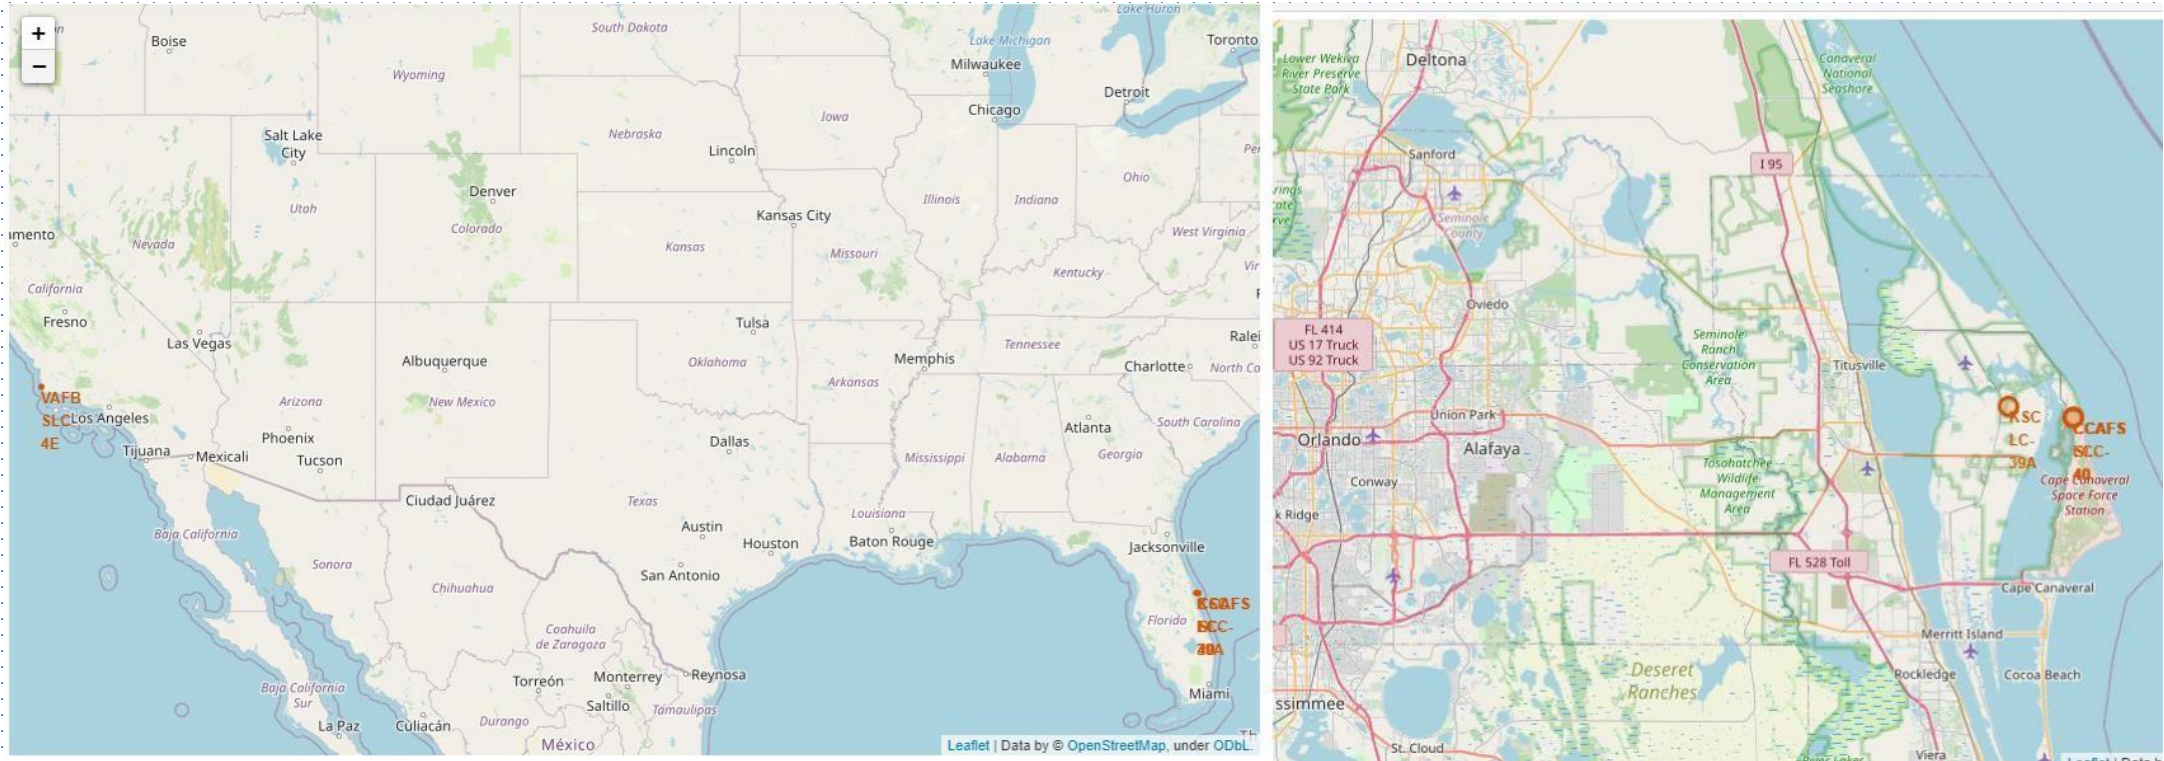 +
−
Boise
South Dakota
Lake Huron
Lake Michigan
Toronto
Wyoming
Milwaukee
Detroit
Chicago
Iowa
Salt Lake
City
Nebraska
Lincoln
Ohio
Denver
Utah
Colorado
Illinois
Indiana
Kansas City
amento
Nevada
Kansas
Missouri
West Virginia
Kentucky
California
Fresno
Las Vegas
Tulsa
Albuquerque
Oklahoma
Memphis
Tennessee
Charlotte
North Ca
Arkansas
VAFB
SLC-
4E
Los Angeles
Arizona
New Mexico
Phoenix
Tucson
Tijuana
Mexicali
Dallas
Atlanta
South Carolina
Georgia
Mississippi
Alabama
Ciudad Juárez
Texas
Louisiana
Austin
Houston
Baton Rouge
Jacksonville
Baja California
Sonora
Chihuahua
San Antonio
Florida
Coahuila
de Zaragoza
Torreón
Monterrey
Reynosa
Saltillo
Tamaulipas
Miami
Baja California
Sur
La Paz
Culiacán
Durango
México
Leaflet | Data by © OpenStreetMap, under ODbL.
Lower Wekiva
River Preserve
State Park
Deltona
Canaveral
National
Seashore
Sanford
I 95
Seminole
County
Oviedo
FL 414
US 17 Truck
US 92 Truck
Seminole
Ranch
Conservation
Area
Titusville
Union Park
Orlando
Alafaya
KSC
LC-
39A
CCAFS
SLC-
40
Tosohatchee
Wildlife
Management
Area
Cape Canaveral
Space Force
Station
Conway
k Ridge
FL 528 Toll
Cape Canaveral
Merritt Island
Deseret
Ranches
Rockledge
Cocoa Beach
ssimmee
St. Cloud
Viera